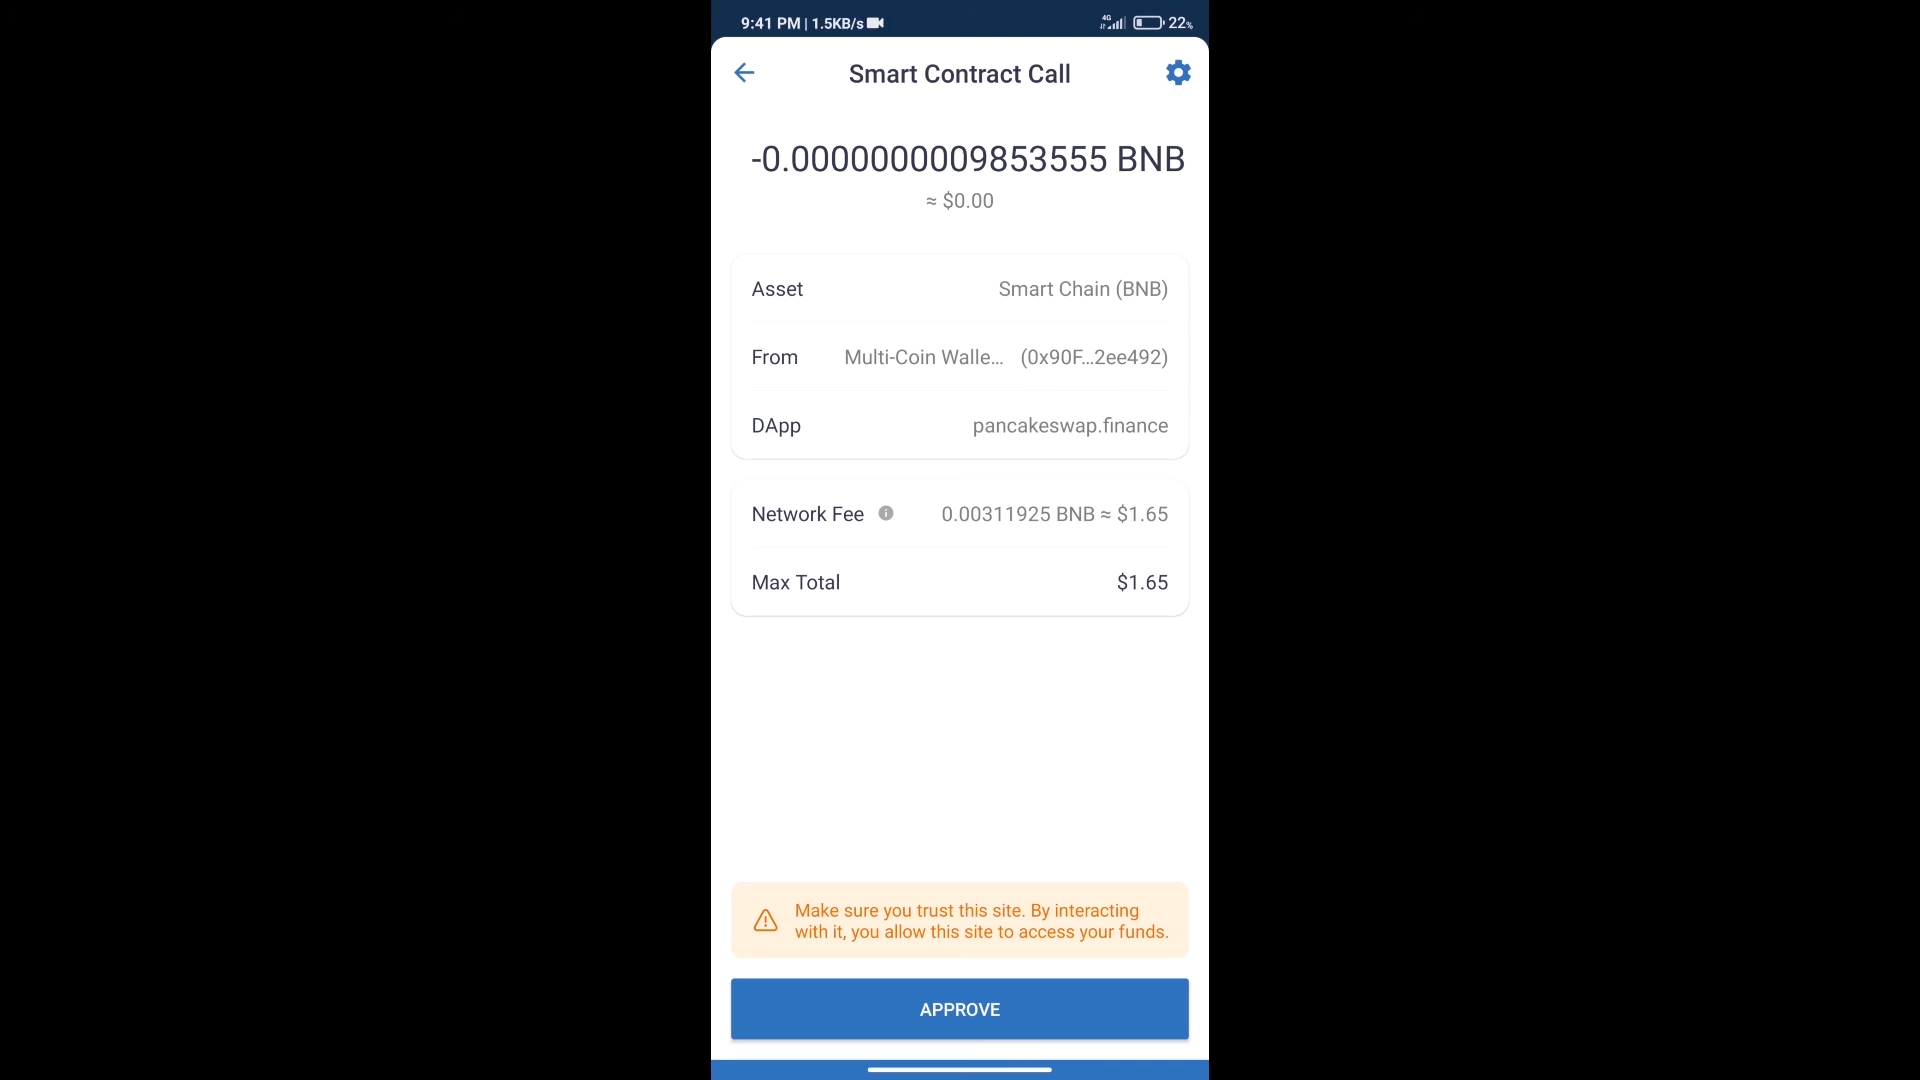 9:41 PM | 1.5KB/s 4G 22%
Smart Contract Call
-0.0000000009853555 BNB
≈ $0.00
Asset Smart Chain (BNB)
From Multi-Coin Walle... (0x90F...2ee492)
DApp pancakeswap.finance
Network Fee 0.00311925 BNB ≈ $1.65
Max Total $1.65
Make sure you trust this site. By interacting
with it, you allow this site to access your funds.
APPROVE